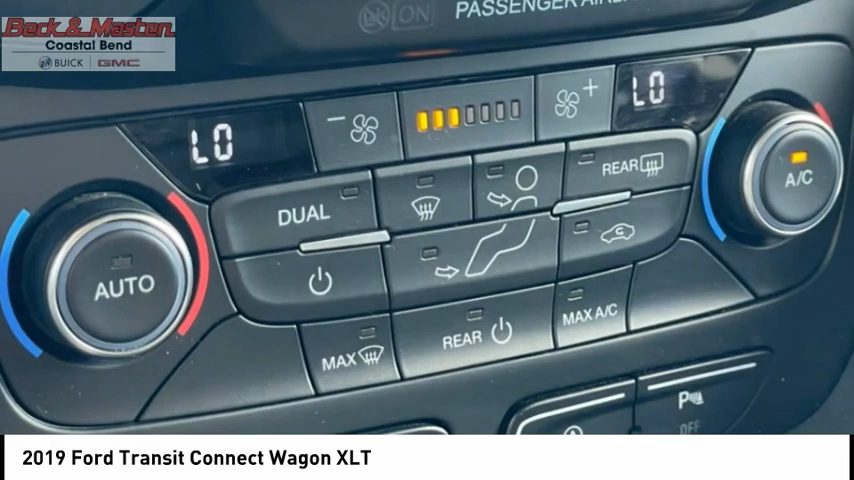 Beck & Masten
Coastal Bend
BUICK | GMC
ON PASSENGER
LO
- +
LO
DUAL
REAR
A/C
AUTO
MAX
REAR
MAX A/C
P
OFF
2019 Ford Transit Connect Wagon XLT